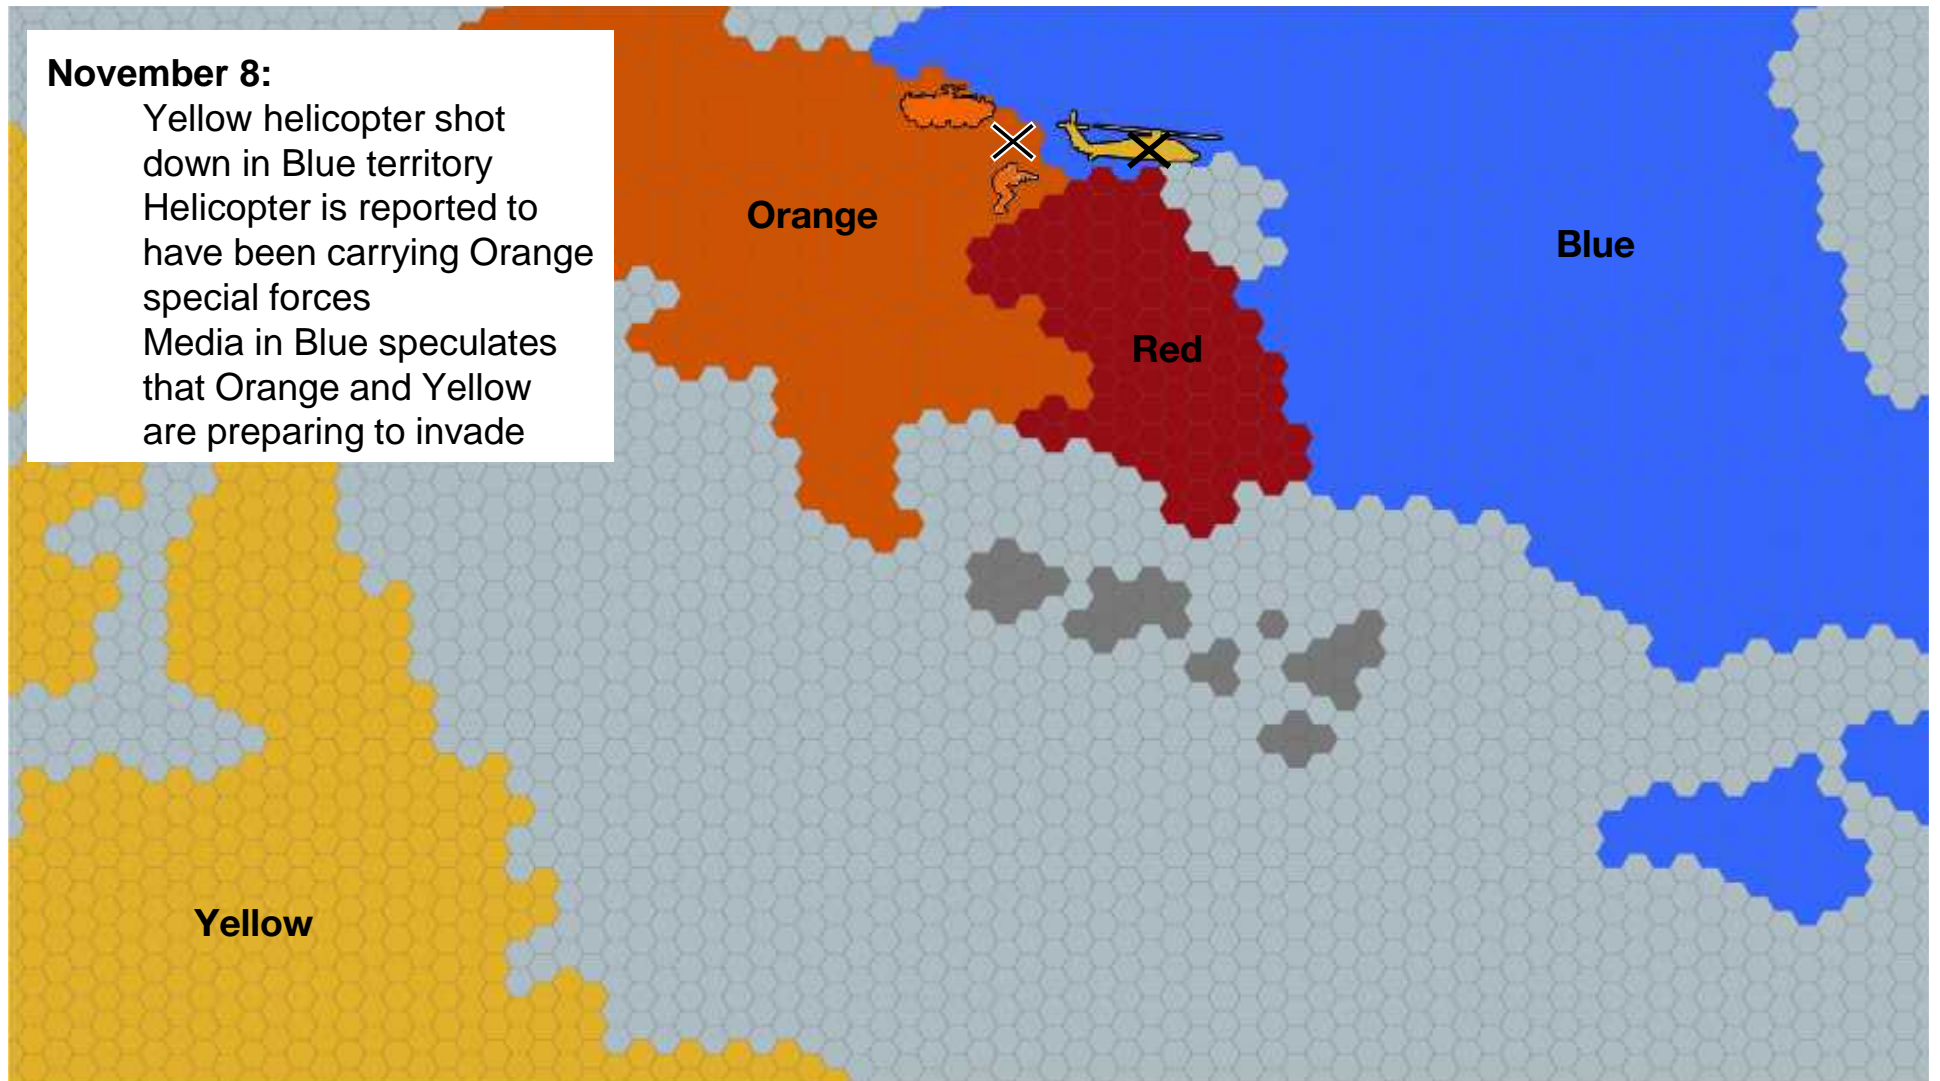 November 8:
Yellow helicopter shot
down in Blue territory
Helicopter is reported to
have been carrying Orange
special forces
Media in Blue speculates
that Orange and Yellow
are preparing to invade
Orange
Blue
Red
Yellow